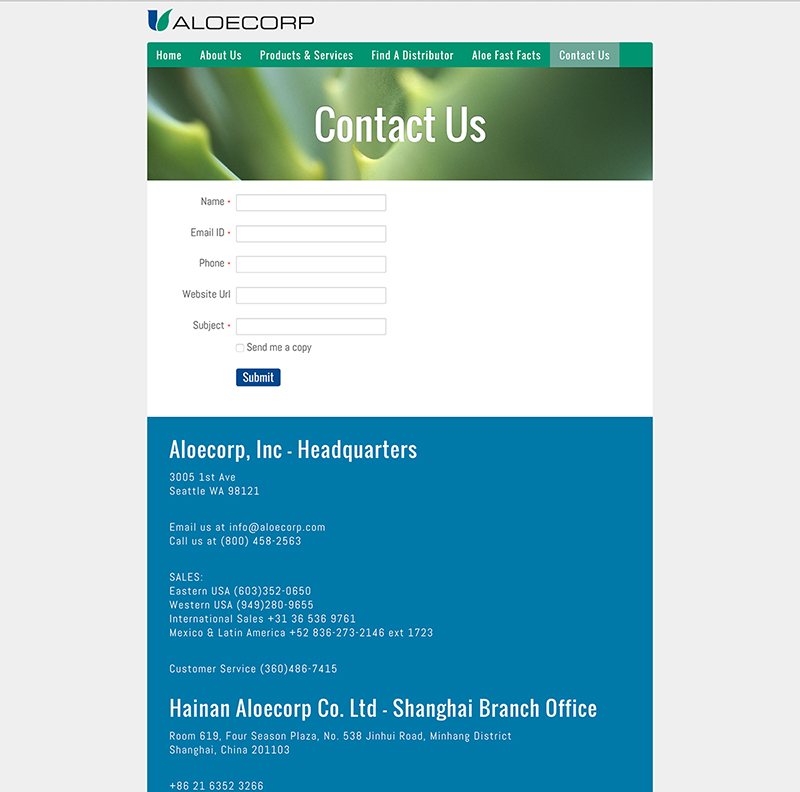 ALOECORP
Home About Us Products & Services Find A Distributor Aloe Fast Facts Contact Us
Contact Us
Name *
Email ID *
Phone *
Website Url
Subject *
Send me a copy
Submit
Aloecorp, Inc - Headquarters
3005 1st Ave
Seattle WA 98121
Email us at info@aloecorp.com
Call us at (800) 458-2563
SALES:
Eastern USA (603)352-0650
Western USA (949)280-9655
International Sales +31 36 536 9761
Mexico & Latin America +52 836-273-2146 ext 1723
Customer Service (360)486-7415
Hainan Aloecorp Co. Ltd - Shanghai Branch Office
Room 619, Four Season Plaza, No. 538 Jinhui Road, Minhang District
Shanghai, China 201103
+86 21 6352 3266